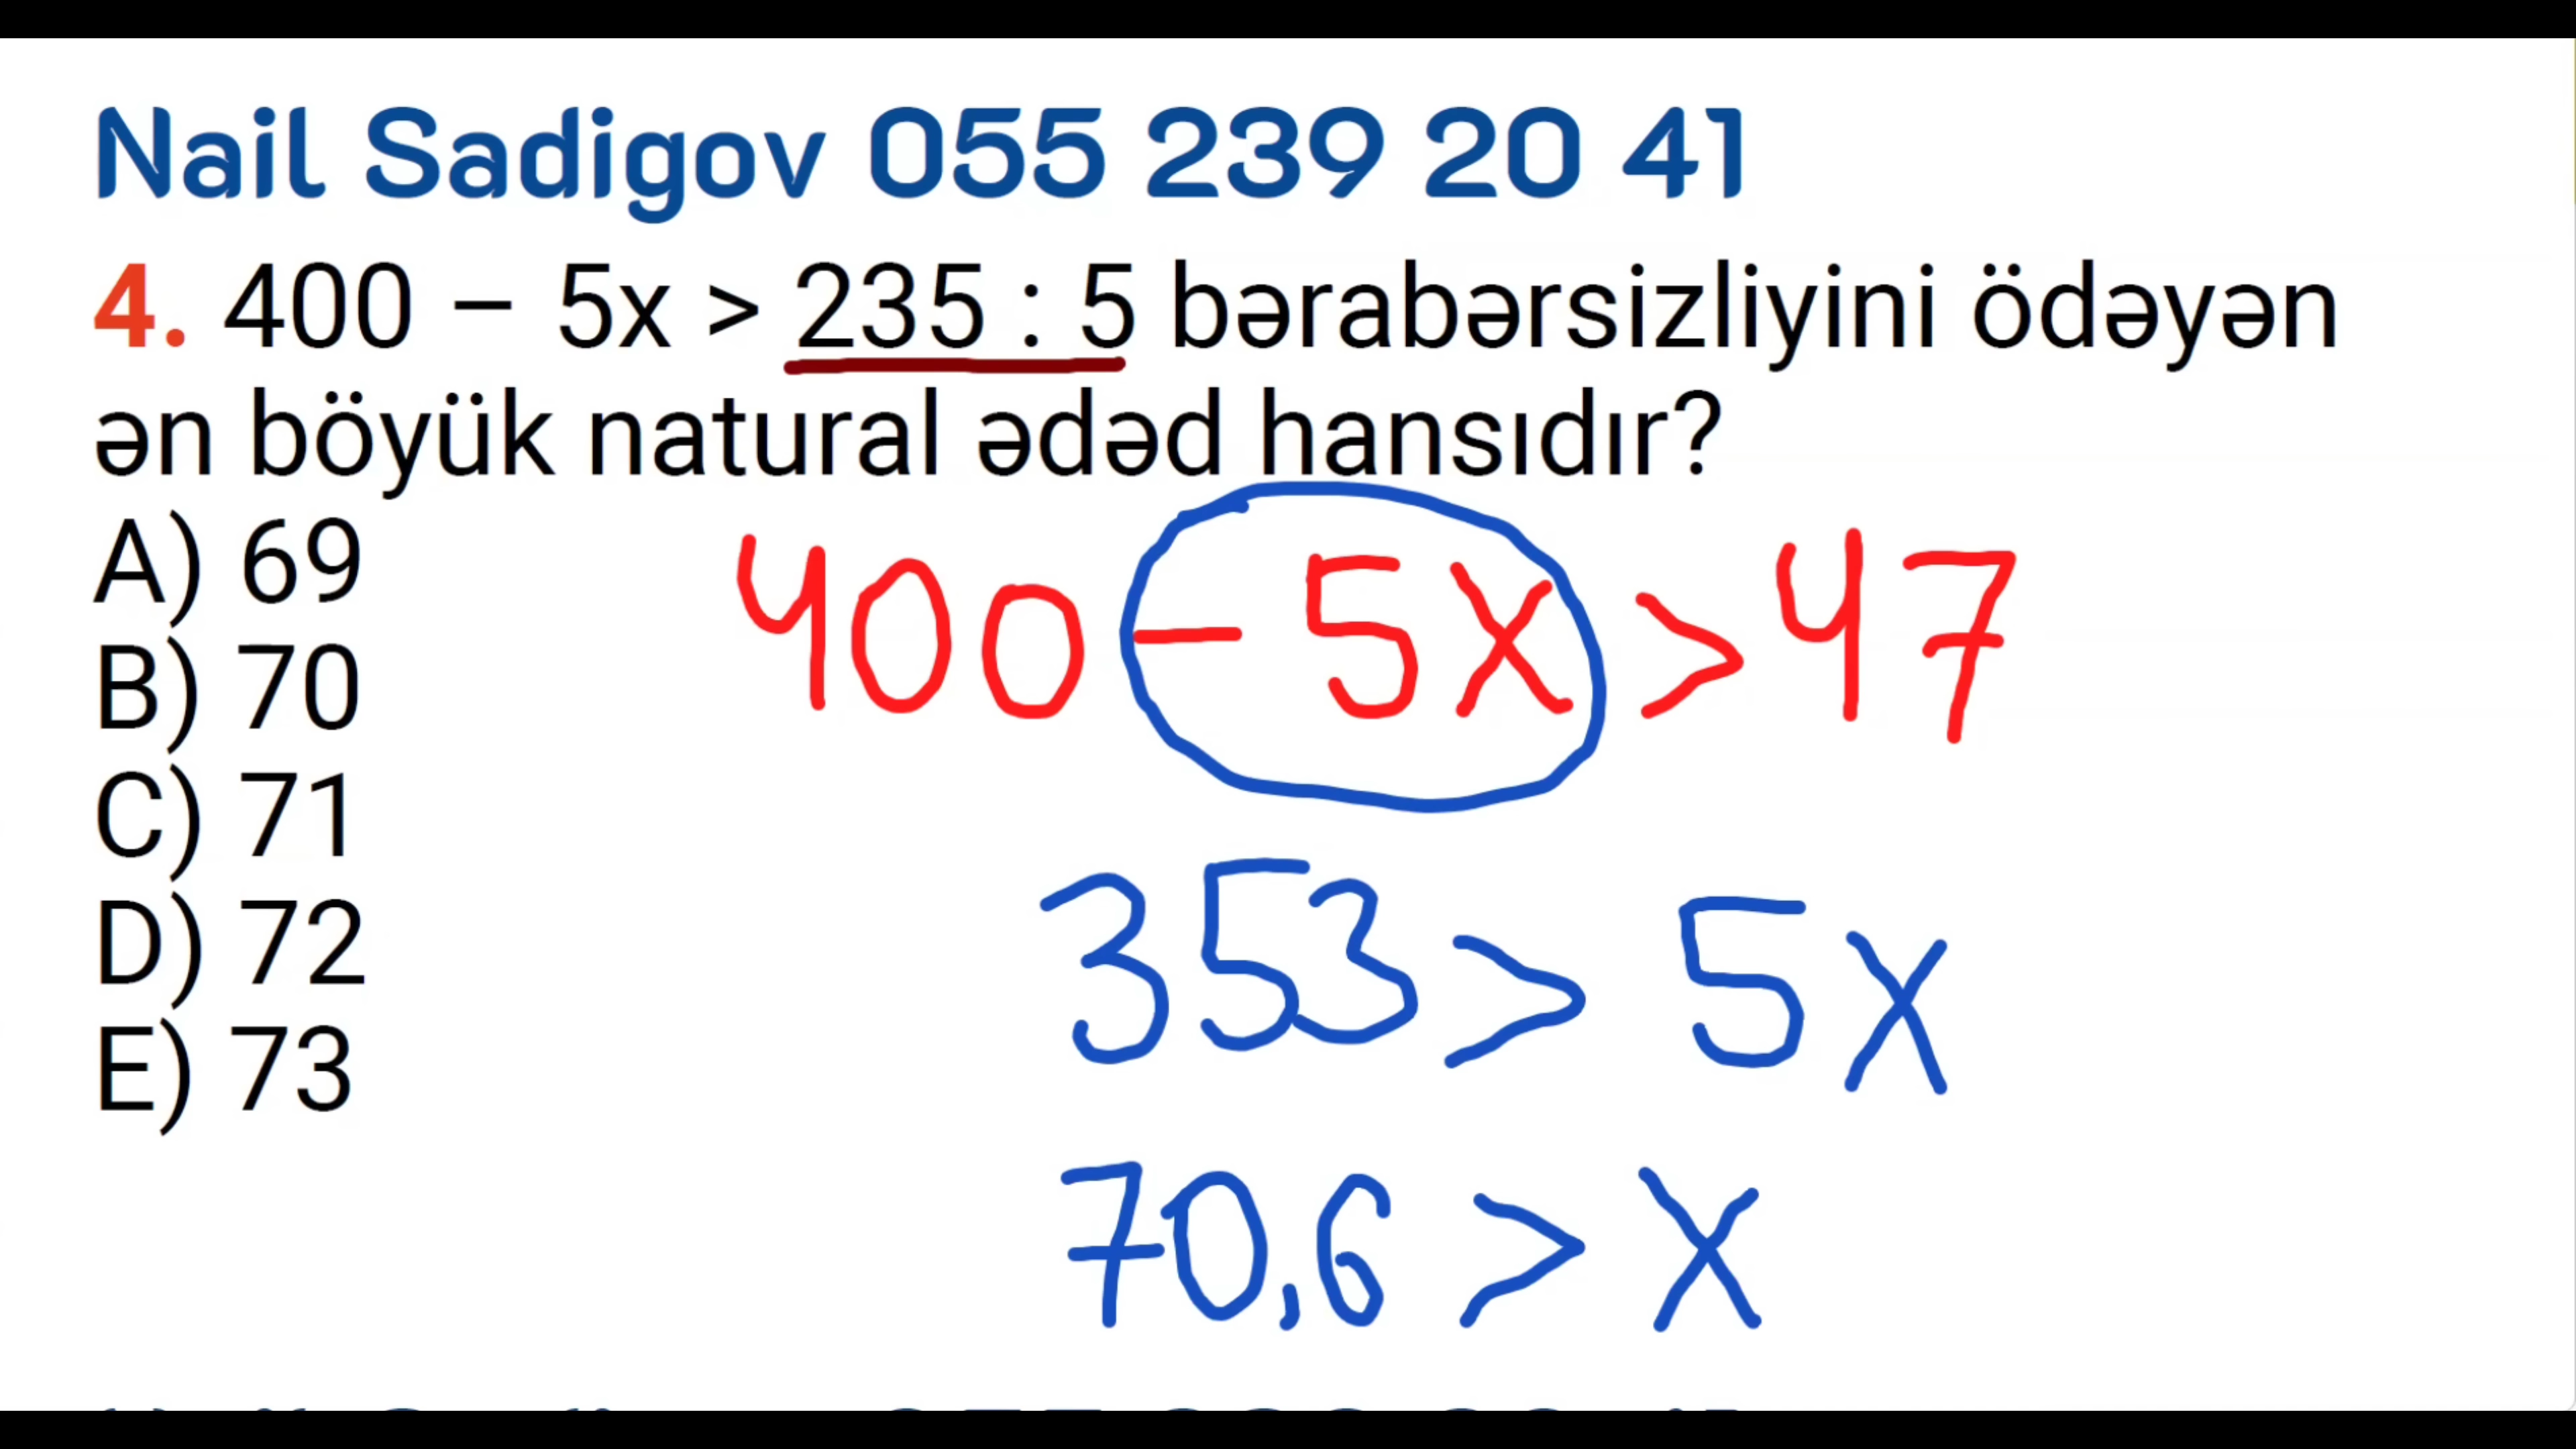 Nail Sadigov 055 239 20 41
4. 400 – 5x > 235 : 5 bərabərsizliyini ödəyən
ən böyük natural ədəd hansıdır?
A) 69
B) 70
C) 71
D) 72
E) 73
400 – 5x > 47
353 > 5x
70,6 > x